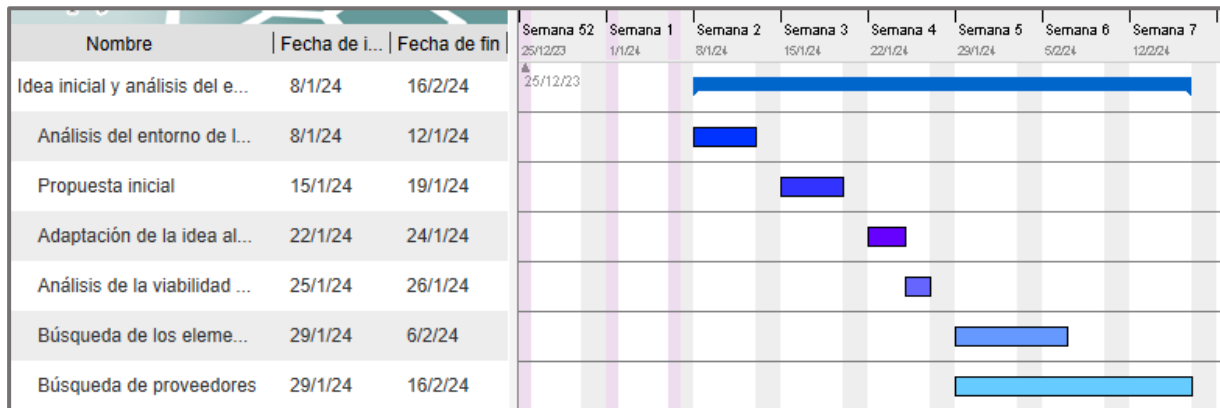 Semana 52 Semana 1 Semana 2 Semana 3 Semana 4 Semana 5 Semana 6 Semana 7
Nombre Fecha de i... Fecha de fin
25/12/23 1/1/24 8/1/24 15/1/24 22/1/24 29/1/24 5/2/24 12/2/24
Idea inicial y análisis del e... 8/1/24 16/2/24 25/12/23
Análisis del entorno de l... 8/1/24 12/1/24
Propuesta inicial 15/1/24 19/1/24
Adaptación de la idea al... 22/1/24 24/1/24
Análisis de la viabilidad ... 25/1/24 26/1/24
Búsqueda de los eleme... 29/1/24 6/2/24
Búsqueda de proveedores 29/1/24 16/2/24